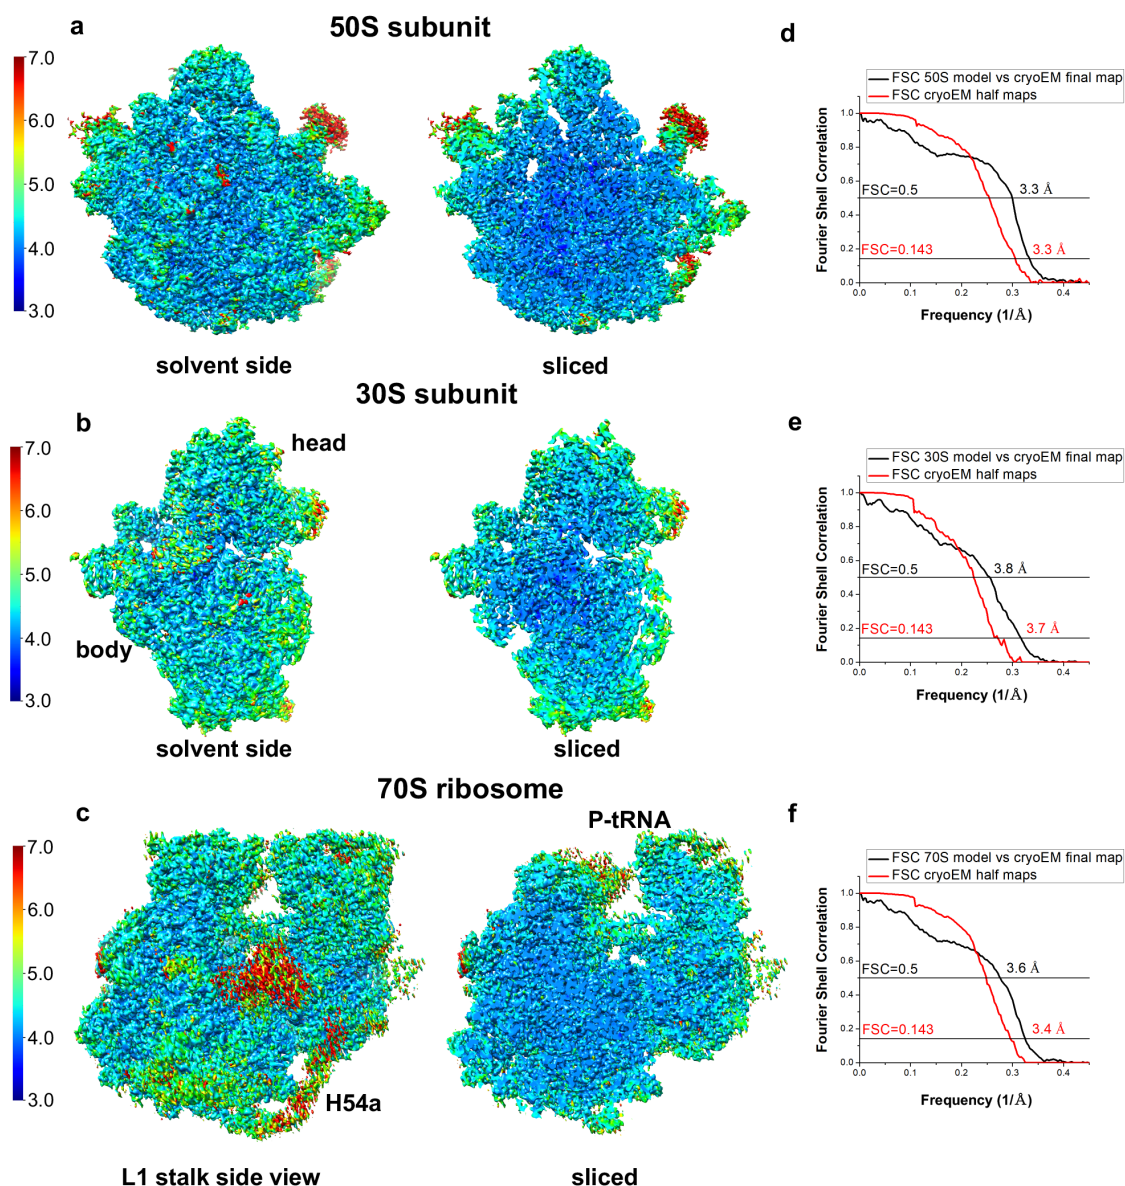 50S subunit
a
7.0
6.0
5.0
4.0
3.0
solvent side
sliced
d
FSC 50S model vs cryoEM final map
FSC cryoEM half maps
Fourier Shell Correlation
1.0
0.8
0.6
0.4
0.2
0.0
FSC=0.5
3.3 Å
FSC=0.143
3.3 Å
0.0 0.1 0.2 0.3 0.4
Frequency (1/Å)
30S subunit
b
7.0
6.0
5.0
4.0
3.0
head
body
solvent side
sliced
e
FSC 30S model vs cryoEM final map
FSC cryoEM half maps
Fourier Shell Correlation
1.0
0.8
0.6
0.4
0.2
0.0
FSC=0.5
3.8 Å
FSC=0.143
3.7 Å
0.0 0.1 0.2 0.3 0.4
Frequency (1/Å)
70S ribosome
c
7.0
6.0
5.0
4.0
3.0
P-tRNA
H54a
L1 stalk side view
sliced
f
FSC 70S model vs cryoEM final map
FSC cryoEM half maps
Fourier Shell Correlation
1.0
0.8
0.6
0.4
0.2
0.0
FSC=0.5
3.6 Å
FSC=0.143
3.4 Å
0.0 0.1 0.2 0.3 0.4
Frequency (1/Å)